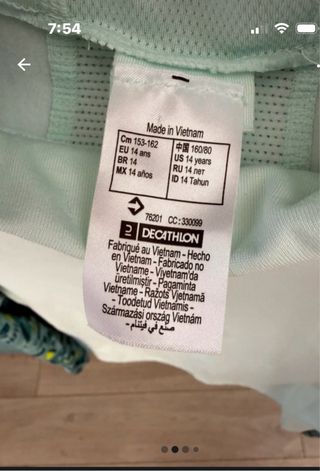 7:54
Made in Vietnam
Cm 153-162
EU 14 ans
BR 14
MX 14 años
中国 160/80
US 14 years
RU 14 лет
ID 14 Tahun
76201 CC: 330099
DECATHLON
Fabriqué au Vietnam - Hecho
en Vietnam - Fabricado no
Vietname - Viyetnam'da
üretilmiştir - Pagaminta
Vietname - Ražots Vjetnamā
- Toodetud Vietnamis -
Származási ország Vietnám
صنع في فيتنام -